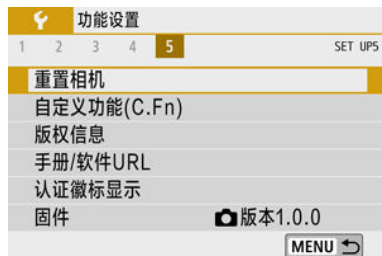 功能设置
1 2 3 4 5 SET UP5
重置相机
自定义功能(C.Fn)
版权信息
手册/软件URL
认证徽标显示
固件 版本1.0.0
MENU